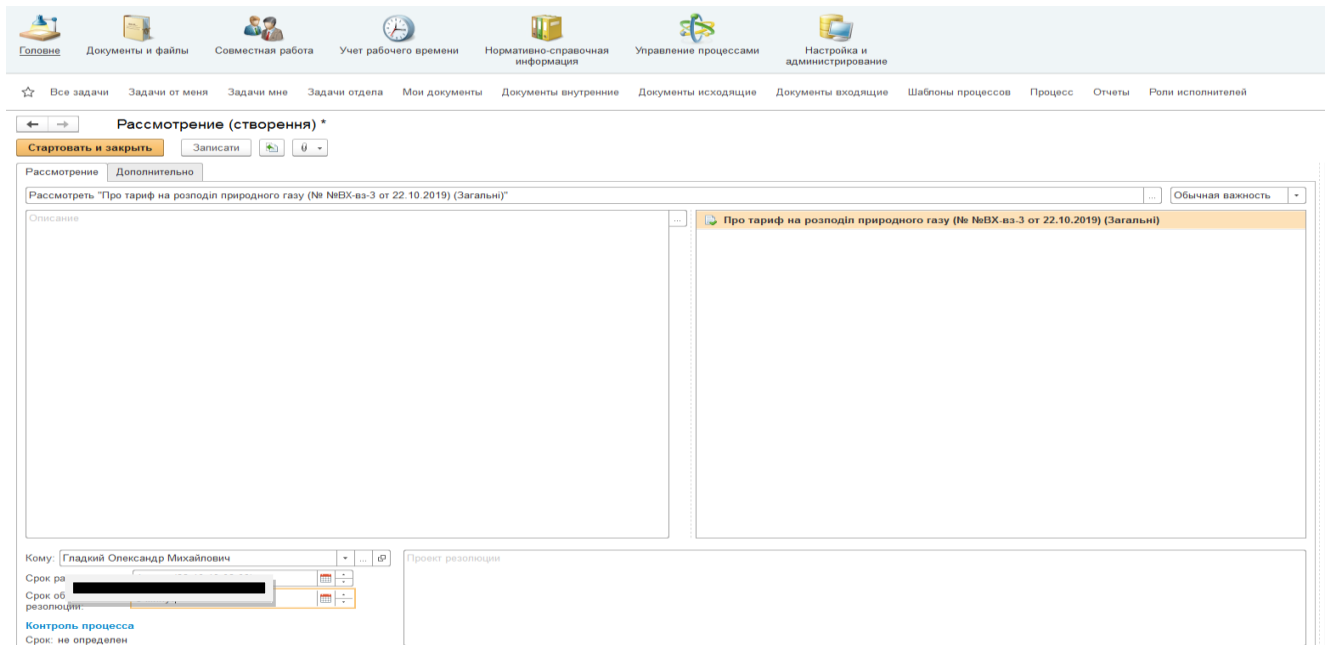 Головне
Документы и файлы
Совместная работа
Учет рабочего времени
Нормативно-справочная
информация
Управление процессами
Настройка и
администрирование
Все задачи
Задачи от меня
Задачи мне
Задачи отдела
Мои документы
Документы внутренние
Документы исходящие
Документы входящие
Шаблоны процессов
Процесс
Отчеты
Роли исполнителей
Рассмотрение (створення) *
Стартовать и закрыть
Записати
Рассмотрение
Дополнительно
Рассмотреть "Про тариф на розподіл природного газу (№ №ВХ-вз-3 от 22.10.2019) (Загальні)"
...
Обычная важность
Описание
...
Про тариф на розподіл природного газу (№ №ВХ-вз-3 от 22.10.2019) (Загальні)
Кому: Гладкий Олександр Михайлович
...
Проект резолюции
Срок ра
Срок об
резолюции:
Контроль процесса
Срок: не определен